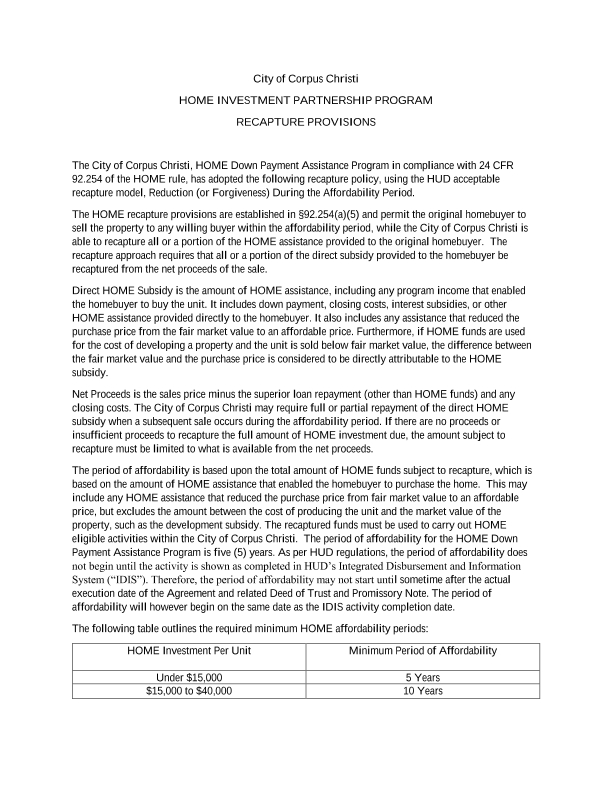 City of Corpus Christi
HOME INVESTMENT PARTNERSHIP PROGRAM
RECAPTURE PROVISIONS
The City of Corpus Christi, HOME Down Payment Assistance Program in compliance with 24 CFR
92.254 of the HOME rule, has adopted the following recapture policy, using the HUD acceptable
recapture model, Reduction (or Forgiveness) During the Affordability Period.
The HOME recapture provisions are established in §92.254(a)(5) and permit the original homebuyer to
sell the property to any willing buyer within the affordability period, while the City of Corpus Christi is
able to recapture all or a portion of the HOME assistance provided to the original homebuyer. The
recapture approach requires that all or a portion of the direct subsidy provided to the homebuyer be
recaptured from the net proceeds of the sale.
Direct HOME Subsidy is the amount of HOME assistance, including any program income that enabled
the homebuyer to buy the unit. It includes down payment, closing costs, interest subsidies, or other
HOME assistance provided directly to the homebuyer. It also includes any assistance that reduced the
purchase price from the fair market value to an affordable price. Furthermore, if HOME funds are used
for the cost of developing a property and the unit is sold below fair market value, the difference between
the fair market value and the purchase price is considered to be directly attributable to the HOME
subsidy.
Net Proceeds is the sales price minus the superior loan repayment (other than HOME funds) and any
closing costs. The City of Corpus Christi may require full or partial repayment of the direct HOME
subsidy when a subsequent sale occurs during the affordability period. If there are no proceeds or
insufficient proceeds to recapture the full amount of HOME investment due, the amount subject to
recapture must be limited to what is available from the net proceeds.
The period of affordability is based upon the total amount of HOME funds subject to recapture, which is
based on the amount of HOME assistance that enabled the homebuyer to purchase the home. This may
include any HOME assistance that reduced the purchase price from fair market value to an affordable
price, but excludes the amount between the cost of producing the unit and the market value of the
property, such as the development subsidy. The recaptured funds must be used to carry out HOME
eligible activities within the City of Corpus Christi. The period of affordability for the HOME Down
Payment Assistance Program is five (5) years. As per HUD regulations, the period of affordability does
not begin until the activity is shown as completed in HUD’s Integrated Disbursement and Information
System (“IDIS”). Therefore, the period of affordability may not start until sometime after the actual
execution date of the Agreement and related Deed of Trust and Promissory Note. The period of
affordability will however begin on the same date as the IDIS activity completion date.
The following table outlines the required minimum HOME affordability periods:
HOME Investment Per Unit Minimum Period of Affordability
Under $15,000 5 Years
$15,000 to $40,000 10 Years